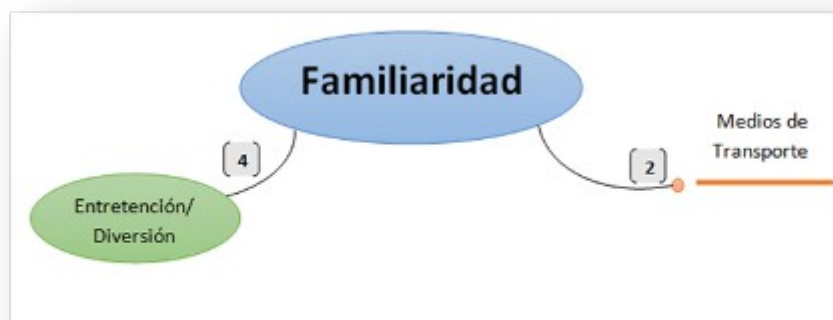 Familiaridad
4
2
Medios de
Transporte
Entretención/
Diversión